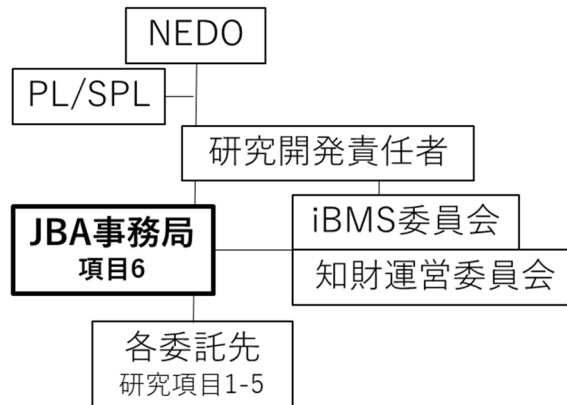 NEDO
PL/SPL
研究開発責任者
JBA事務局
項目6
iBMS委員会
知財運営委員会
各委託先
研究項目1-5